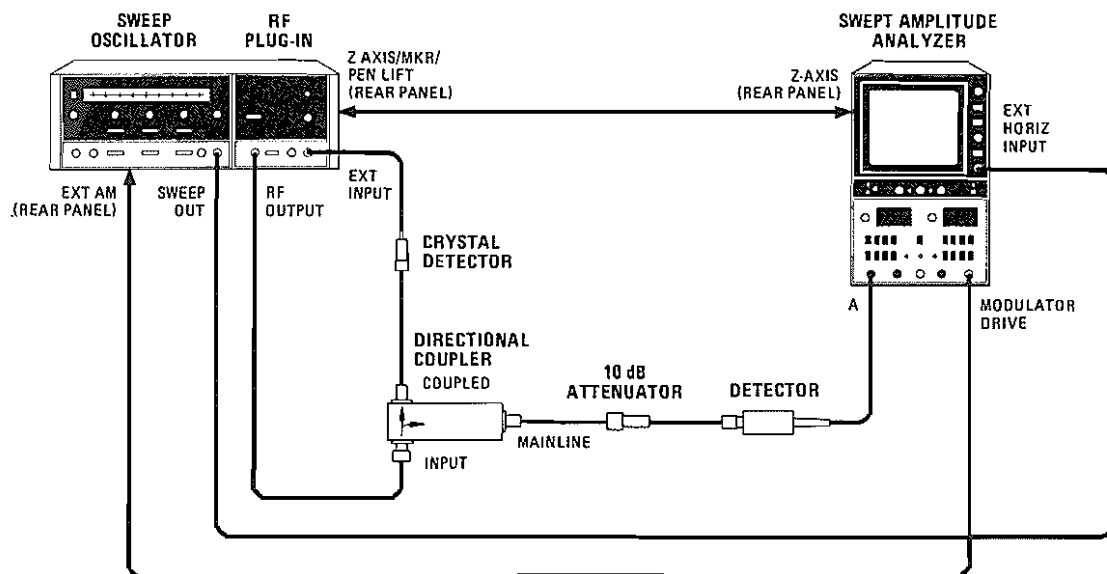 SWEEP
OSCILLATOR
RF
PLUG-IN
SWEPT AMPLITUDE
ANALYZER
Z AXIS/MKR/
PEN LIFT
(REAR PANEL)
Z-AXIS
(REAR PANEL)
EXT
HORIZ
INPUT
EXT AM
(REAR PANEL)
SWEEP
OUT
RF
OUTPUT
EXT
INPUT
CRYSTAL
DETECTOR
A
MODULATOR
DRIVE
DIRECTIONAL
COUPLER
COUPLED
10 dB
ATTENUATOR
DETECTOR
MAINLINE
INPUT